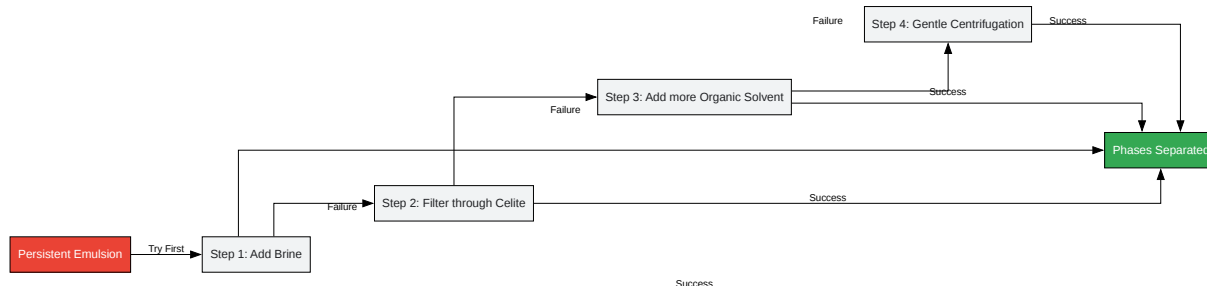 Failure
Step 4: Gentle Centrifugation
Success
Step 3: Add more Organic Solvent
Success
Failure
Phases Separated
Failure
Step 2: Filter through Celite
Success
Persistent Emulsion
Try First
Step 1: Add Brine
Success